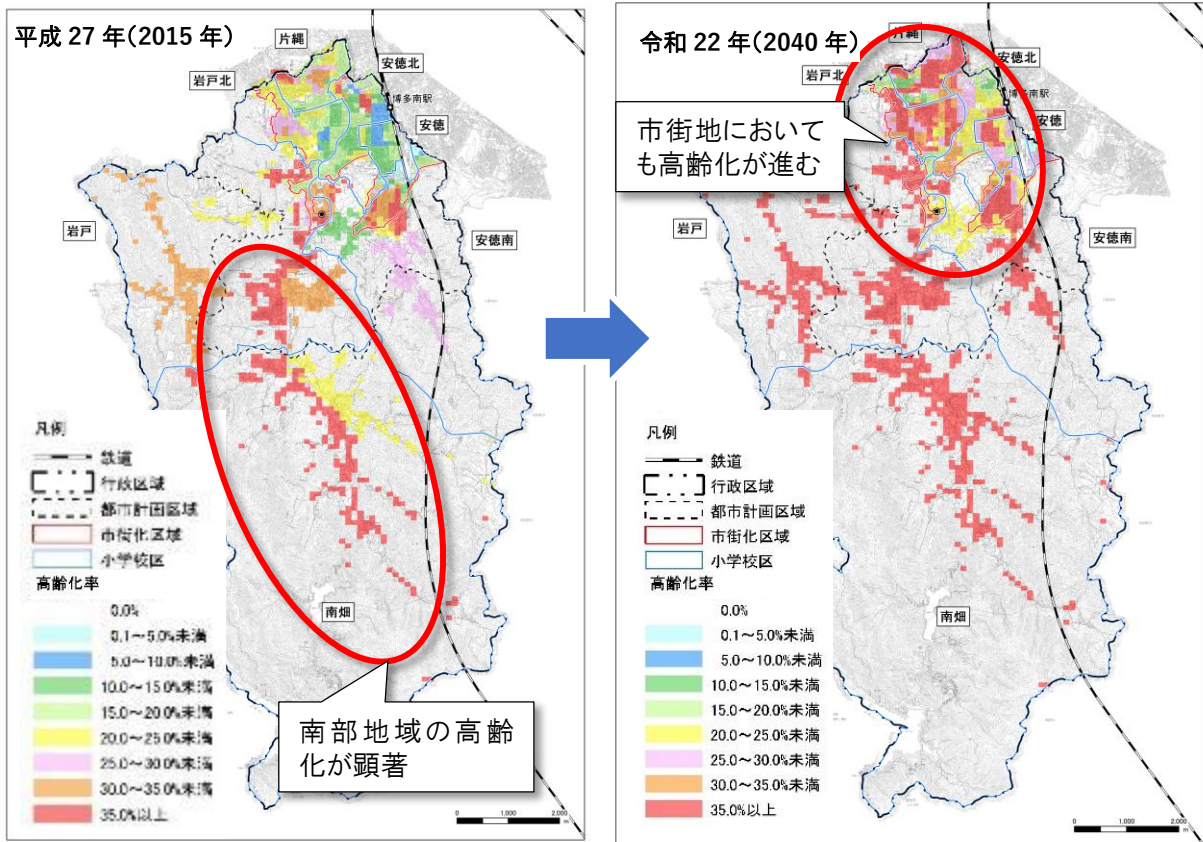 平成 27 年（2015 年）
片縄
岩戸北
安徳北
博多南駅
安徳
岩戸
安徳南
南畑
南部地域の高齢
化が顕著
凡例
鉄道
行政区域
都市計画区域
市街化区域
小学校区
高齢化率
0.0%
0.1～5.0%未満
5.0～10.0%未満
10.0～15.0%未満
15.0～20.0%未満
20.0～25.0%未満
25.0～30.0%未満
30.0～35.0%未満
35.0%以上
0 1,000 2,000
m
令和 22 年（2040 年）
片縄
岩戸北
安徳北
博多南駅
安徳
市街地において
も高齢化が進む
岩戸
安徳南
南畑
凡例
鉄道
行政区域
都市計画区域
市街化区域
小学校区
高齢化率
0.0%
0.1～5.0%未満
5.0～10.0%未満
10.0～15.0%未満
15.0～20.0%未満
20.0～25.0%未満
25.0～30.0%未満
30.0～35.0%未満
35.0%以上
0 1,000 2,000
m